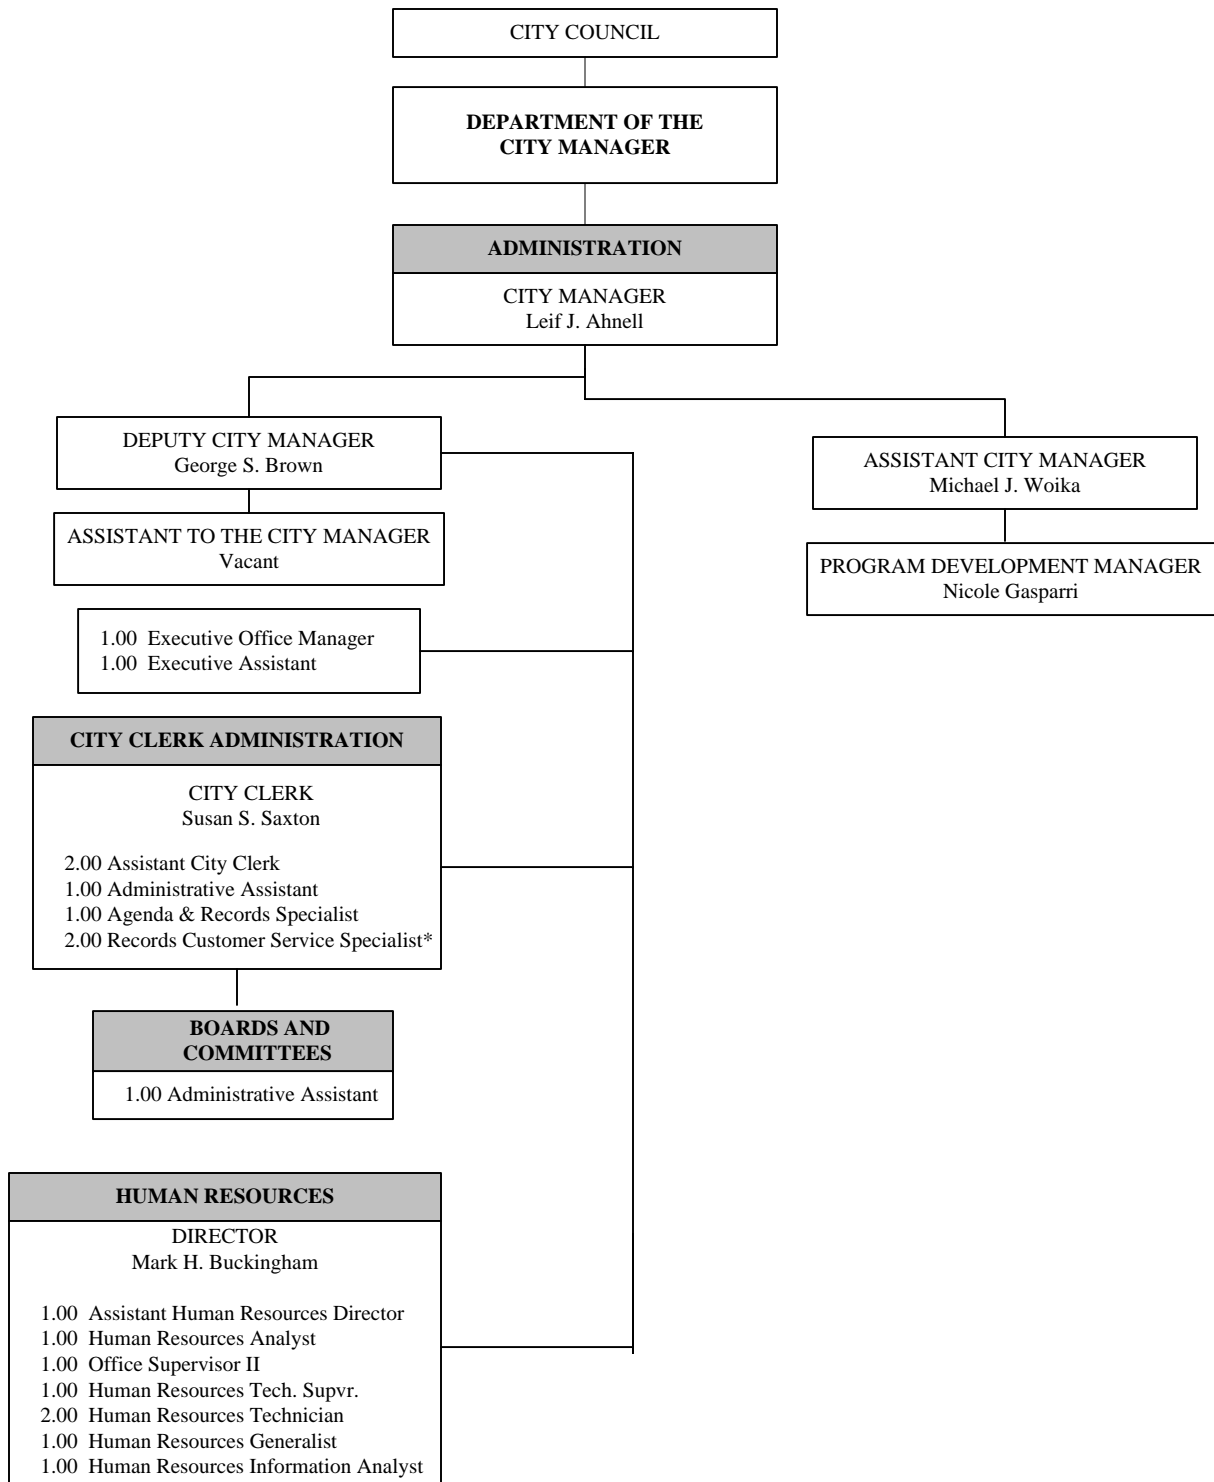 CITY COUNCIL
DEPARTMENT OF THE
CITY MANAGER
ADMINISTRATION
CITY MANAGER
Leif J. Ahnell
DEPUTY CITY MANAGER
George S. Brown
ASSISTANT TO THE CITY MANAGER
Vacant
ASSISTANT CITY MANAGER
Michael J. Woika
PROGRAM DEVELOPMENT MANAGER
Nicole Gasparri
1.00 Executive Office Manager
1.00 Executive Assistant
CITY CLERK ADMINISTRATION
CITY CLERK
Susan S. Saxton
2.00 Assistant City Clerk
1.00 Administrative Assistant
1.00 Agenda & Records Specialist
2.00 Records Customer Service Specialist*
BOARDS AND
COMMITTEES
1.00 Administrative Assistant
HUMAN RESOURCES
DIRECTOR
Mark H. Buckingham
1.00 Assistant Human Resources Director
1.00 Human Resources Analyst
1.00 Office Supervisor II
1.00 Human Resources Tech. Supvr.
2.00 Human Resources Technician
1.00 Human Resources Generalist
1.00 Human Resources Information Analyst